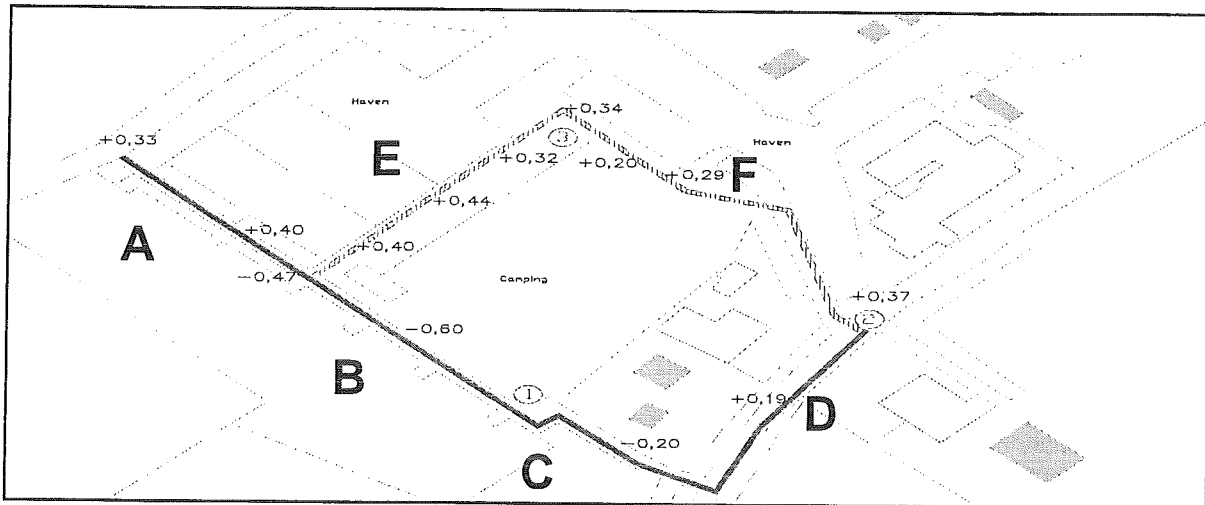 Haven
+0,34
+0,33
E
3
Haven
+0,32
+0,20
+0,29
F
+0,44
A
+0,40
+0,40
-0,47
Camping
+0,37
2
-0,60
B
1
+0,19
D
-0,20
C